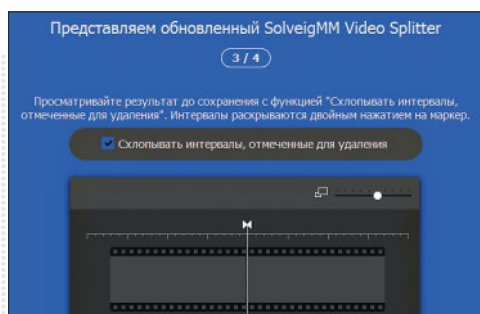 Представляем обновленный SolveigMM Video Splitter
3 / 4
Просматривайте результат до сохранения с функцией "Схлопывать интервалы,
отмеченные для удаления". Интервалы раскрываются двойным нажатием на маркер.
Схлопывать интервалы, отмеченные для удаления